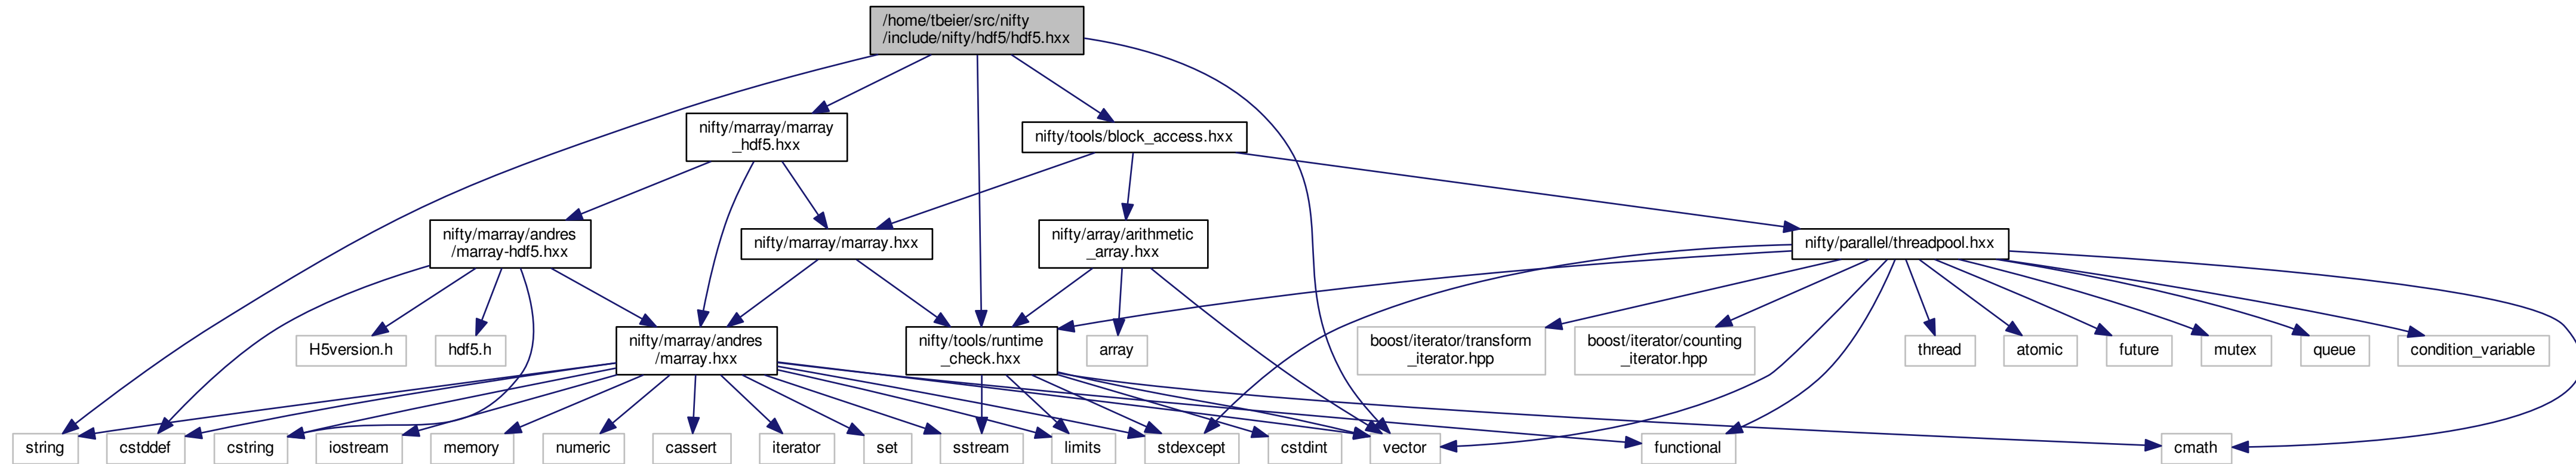 /home/tbeier/src/nifty
/include/nifty/hdf5/hdf5.hxx
nifty/marray/marray
_hdf5.hxx
nifty/tools/block_access.hxx
nifty/marray/andres
/marray-hdf5.hxx
nifty/marray/marray.hxx
nifty/array/arithmetic
_array.hxx
nifty/parallel/threadpool.hxx
H5version.h
hdf5.h
nifty/marray/andres
/marray.hxx
nifty/tools/runtime
_check.hxx
array
boost/iterator/transform
_iterator.hpp
boost/iterator/counting
_iterator.hpp
thread
atomic
future
mutex
queue
condition_variable
string
cstddef
cstring
iostream
memory
numeric
cassert
iterator
set
sstream
limits
stdexcept
cstdint
vector
functional
cmath